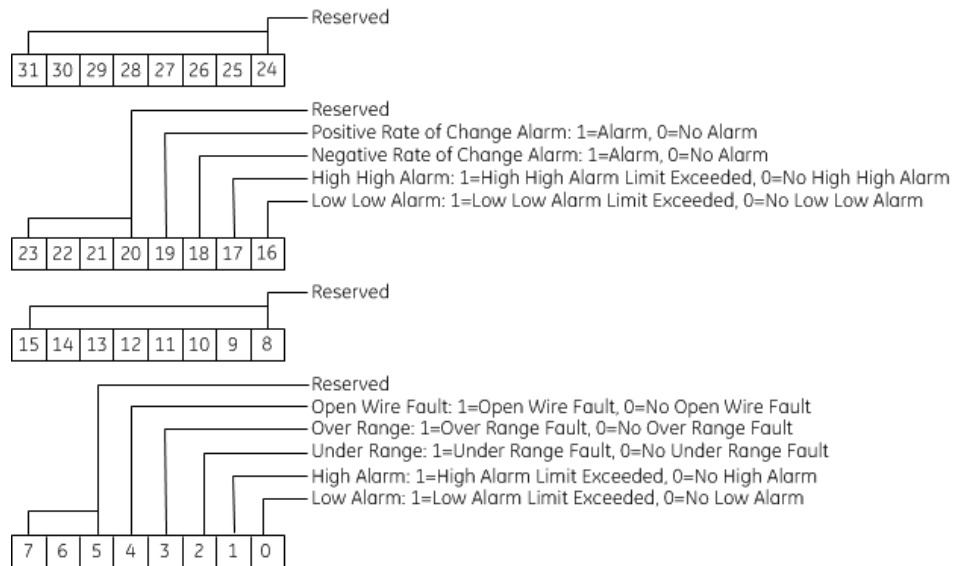 Reserved
31 30 29 28 27 26 25 24
Reserved
Positive Rate of Change Alarm: 1=Alarm, 0=No Alarm
Negative Rate of Change Alarm: 1=Alarm, 0=No Alarm
High High Alarm: 1=High High Alarm Limit Exceeded, 0=No High High Alarm
Low Low Alarm: 1=Low Low Alarm Limit Exceeded, 0=No Low Low Alarm
23 22 21 20 19 18 17 16
Reserved
15 14 13 12 11 10 9 8
Reserved
Open Wire Fault: 1=Open Wire Fault, 0=No Open Wire Fault
Over Range: 1=Over Range Fault, 0=No Over Range Fault
Under Range: 1=Under Range Fault, 0=No Under Range Fault
High Alarm: 1=High Alarm Limit Exceeded, 0=No High Alarm
Low Alarm: 1=Low Alarm Limit Exceeded, 0=No Low Alarm
7 6 5 4 3 2 1 0